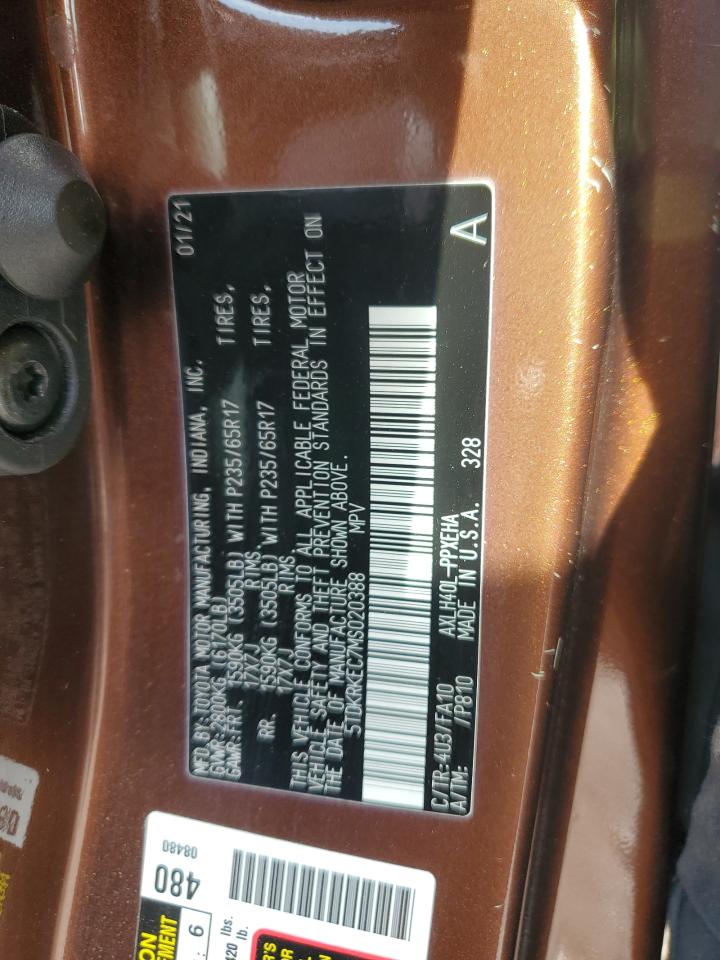 MFD. BY: TOYOTA MOTOR MANUFACTURING, INDIANA, INC. 01/21
GVWR: 2800KG (6170LB)
GAWR: FRT. 1590KG (3505LB) WITH P235/65R17 TIRES,
17X7J RIMS
RR. 1590KG (3505LB) WITH P235/65R17 TIRES,
17X7J RIMS
THIS VEHICLE CONFORMS TO ALL APPLICABLE FEDERAL MOTOR
VEHICLE SAFETY AND THEFT PREVENTION STANDARDS IN EFFECT ON
THE DATE OF MANUFACTURE SHOWN ABOVE.
5TDKRKEC7MS020388 MPV
C/TR: 4U3/FA10 AXLH40L-PPXEHA
A/TM: /P810 MADE IN U.S.A. 328 A
480
08480
6
420 lb.
lbs.